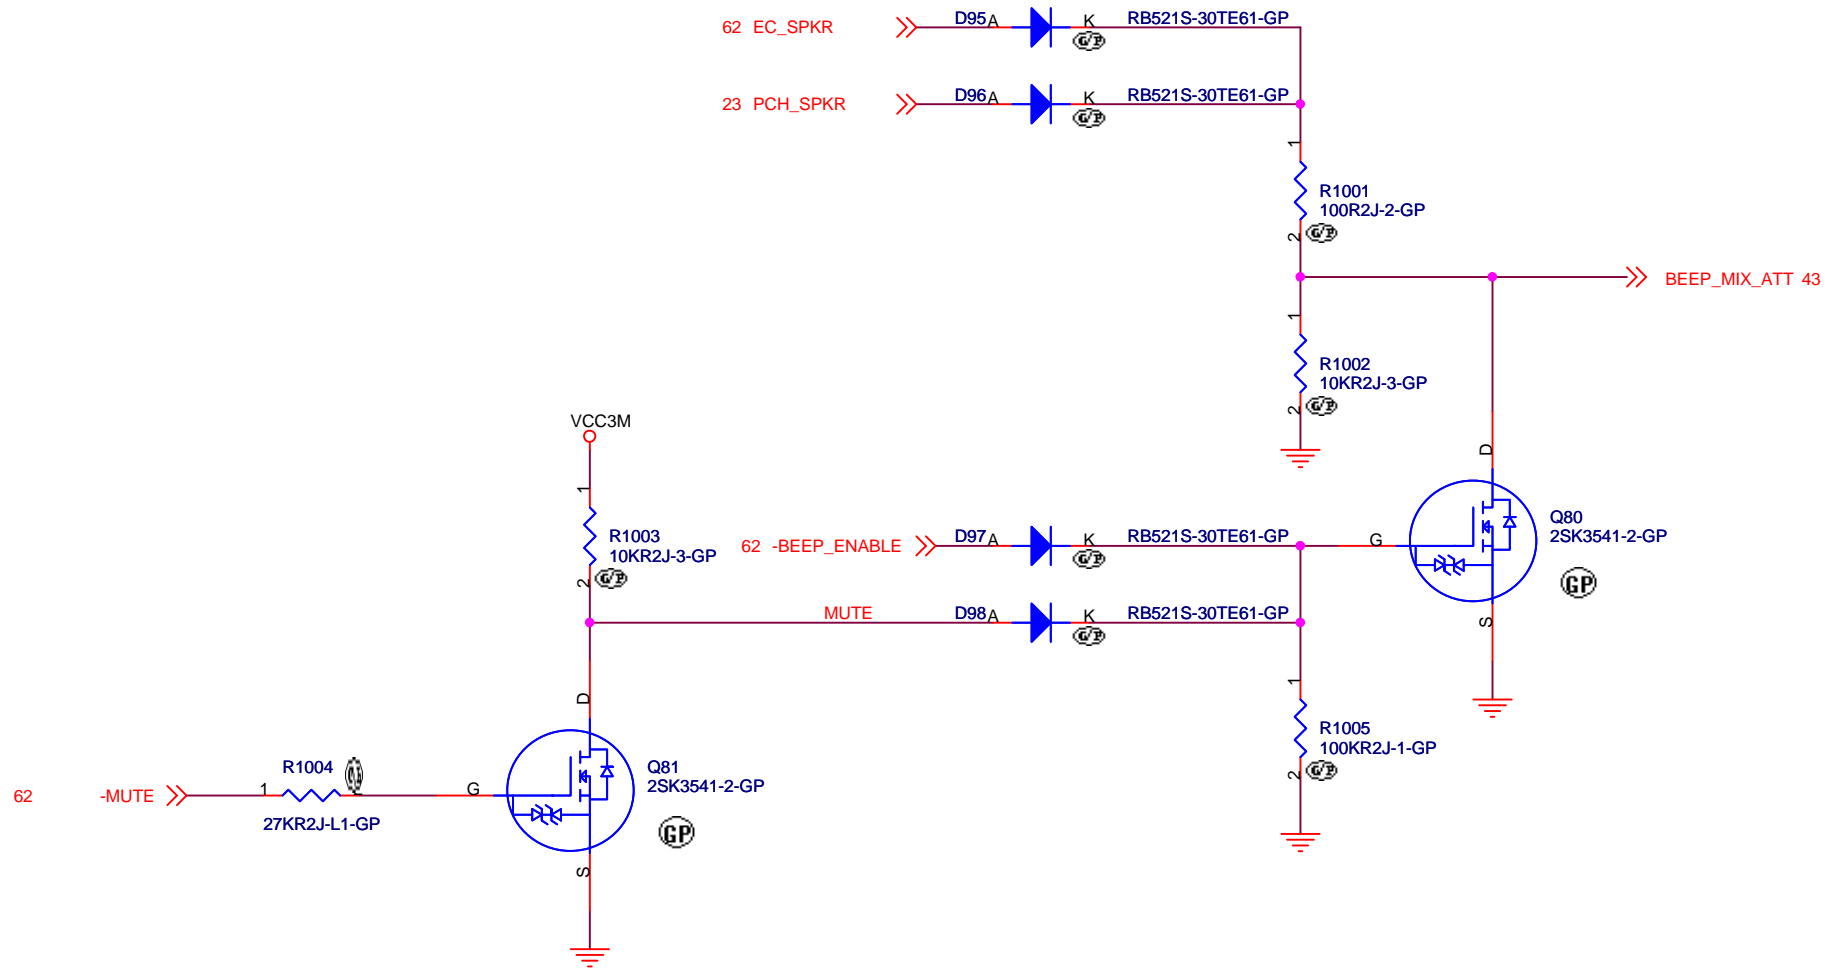 62 EC_SPKR
D95 A
K
RB521S-30TE61-GP
G/P
23 PCH_SPKR
D96 A
K
RB521S-30TE61-GP
G/P
1
R1001
100R2J-2-GP
2
G/P
BEEP_MIX_ATT 43
1
R1002
10KR2J-3-GP
2
G/P
VCC3M
1
R1003
10KR2J-3-GP
2
G/P
62 -BEEP_ENABLE
D97 A
K
RB521S-30TE61-GP
G/P
G
D
Q80
2SK3541-2-GP
GP
S
MUTE
D98 A
K
RB521S-30TE61-GP
G/P
1
R1005
100KR2J-1-GP
2
G/P
D
Q81
2SK3541-2-GP
GP
S
62 -MUTE
1
R1004
27KR2J-L1-GP
G